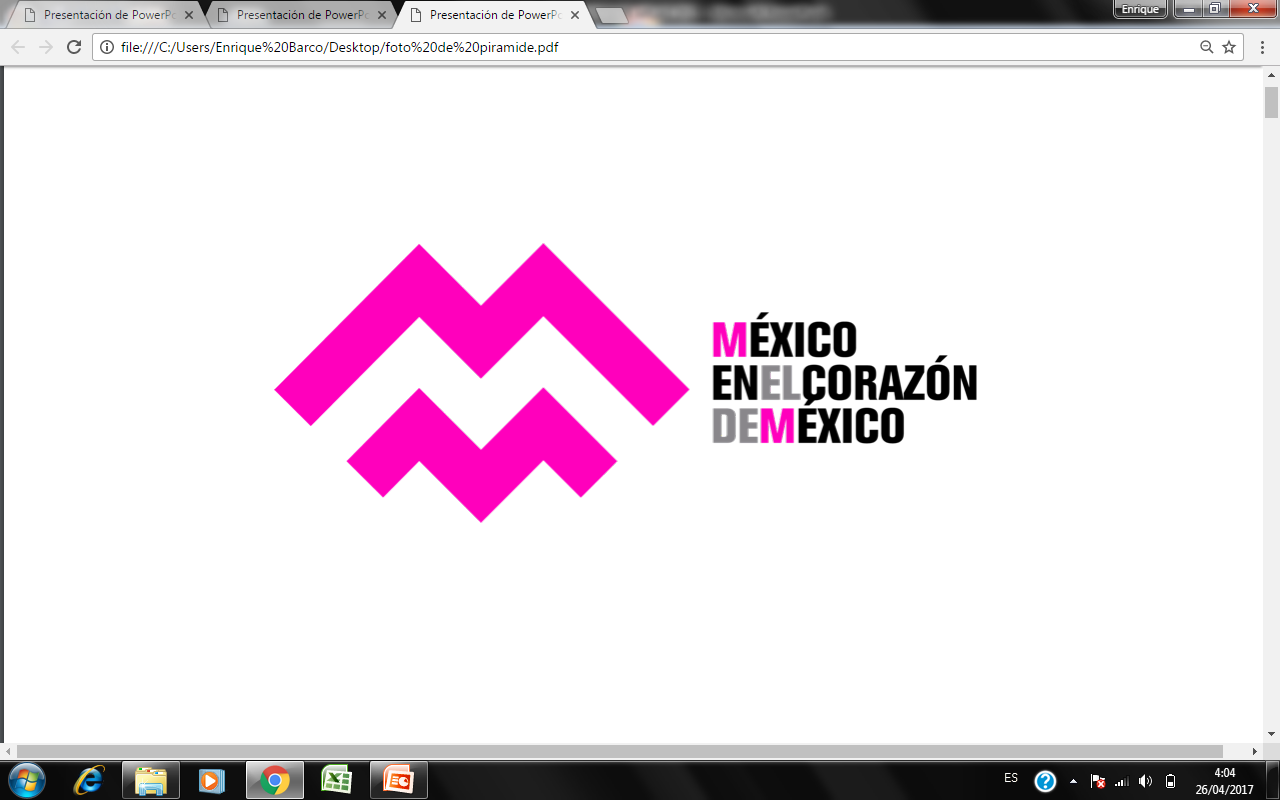 Presentación de PowerPo
Presentación de PowerPo
Presentación de PowerPo
Enrique
file:///C:/Users/Enrique%20Barco/Desktop/foto%20de%20piramide.pdf
MÉXICO
ENELCORAZÓN
DEMÉXICO
ES
4:04
26/04/2017